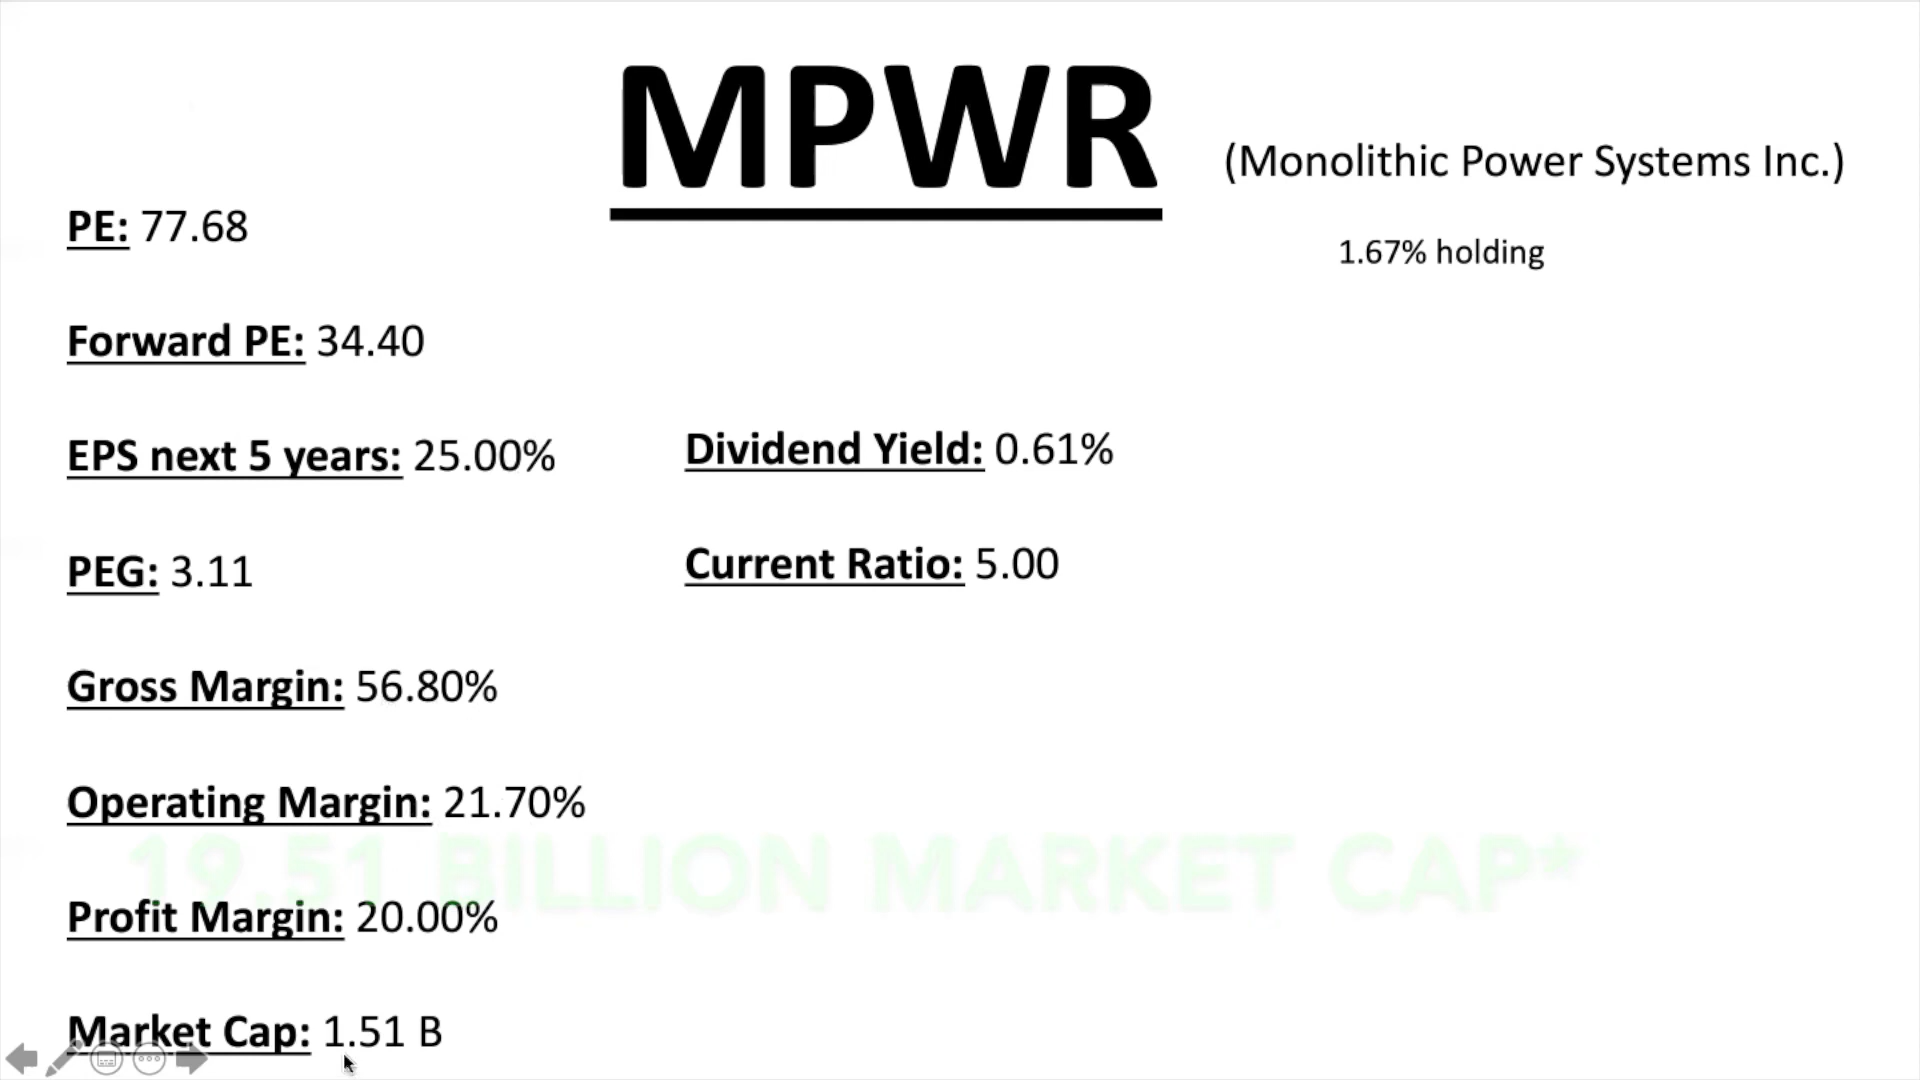 MPWR
(Monolithic Power Systems Inc.)
PE: 77.68
1.67% holding
Forward PE: 34.40
EPS next 5 years: 25.00%
Dividend Yield: 0.61%
PEG: 3.11
Current Ratio: 5.00
Gross Margin: 56.80%
Operating Margin: 21.70%
19.51 BILLION MARKET CAP*
Profit Margin: 20.00%
Market Cap: 1.51 B